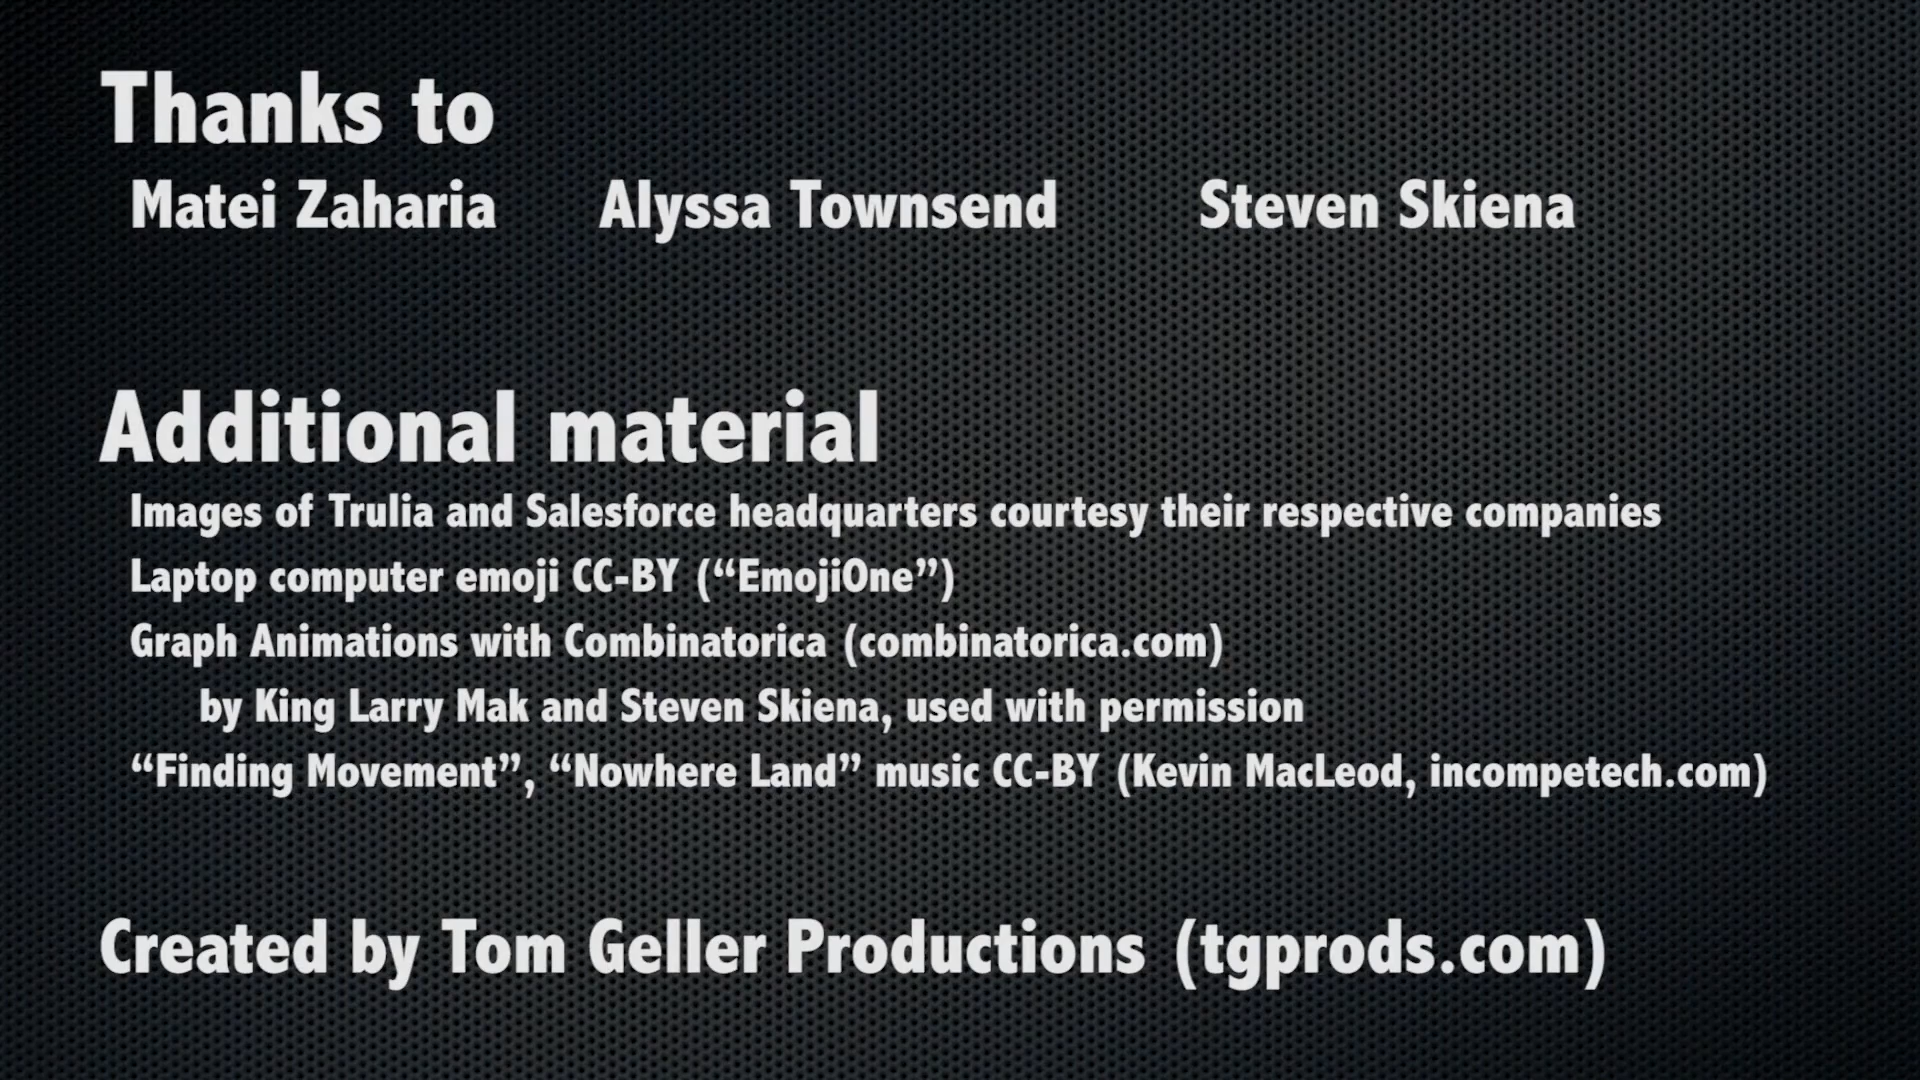 Thanks to
Matei Zaharia Alyssa Townsend Steven Skiena
Additional material
Images of Trulia and Salesforce headquarters courtesy their respective companies
Laptop computer emoji CC-BY (“EmojiOne”)
Graph Animations with Combinatorica (combinatorica.com)
by King Larry Mak and Steven Skiena, used with permission
“Finding Movement”, “Nowhere Land” music CC-BY (Kevin MacLeod, incompetech.com)
Created by Tom Geller Productions (tgprods.com)